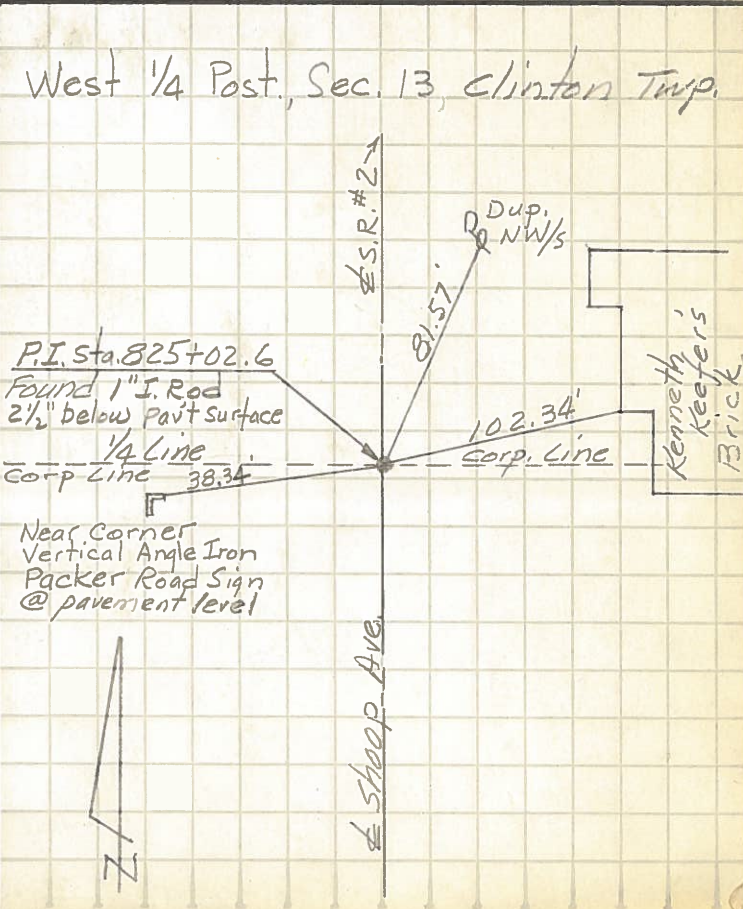 West 1/4 Post., Sec. 13, Clinton Twp.
℄ S.R. #2 →
Dup.
NW/S
81.57'
P.I. Sta. 825+02.6
Found 1" I. Rod
2 1/2" below pav't Surface
1/4 Line
Corp Line
38.34'
102.34'
Corp. Line
Kenneth
Keefer's
Brick
Near Corner
Vertical Angle Iron
Packer Road Sign
@ pavement level
℄ Shoop Ave.
N